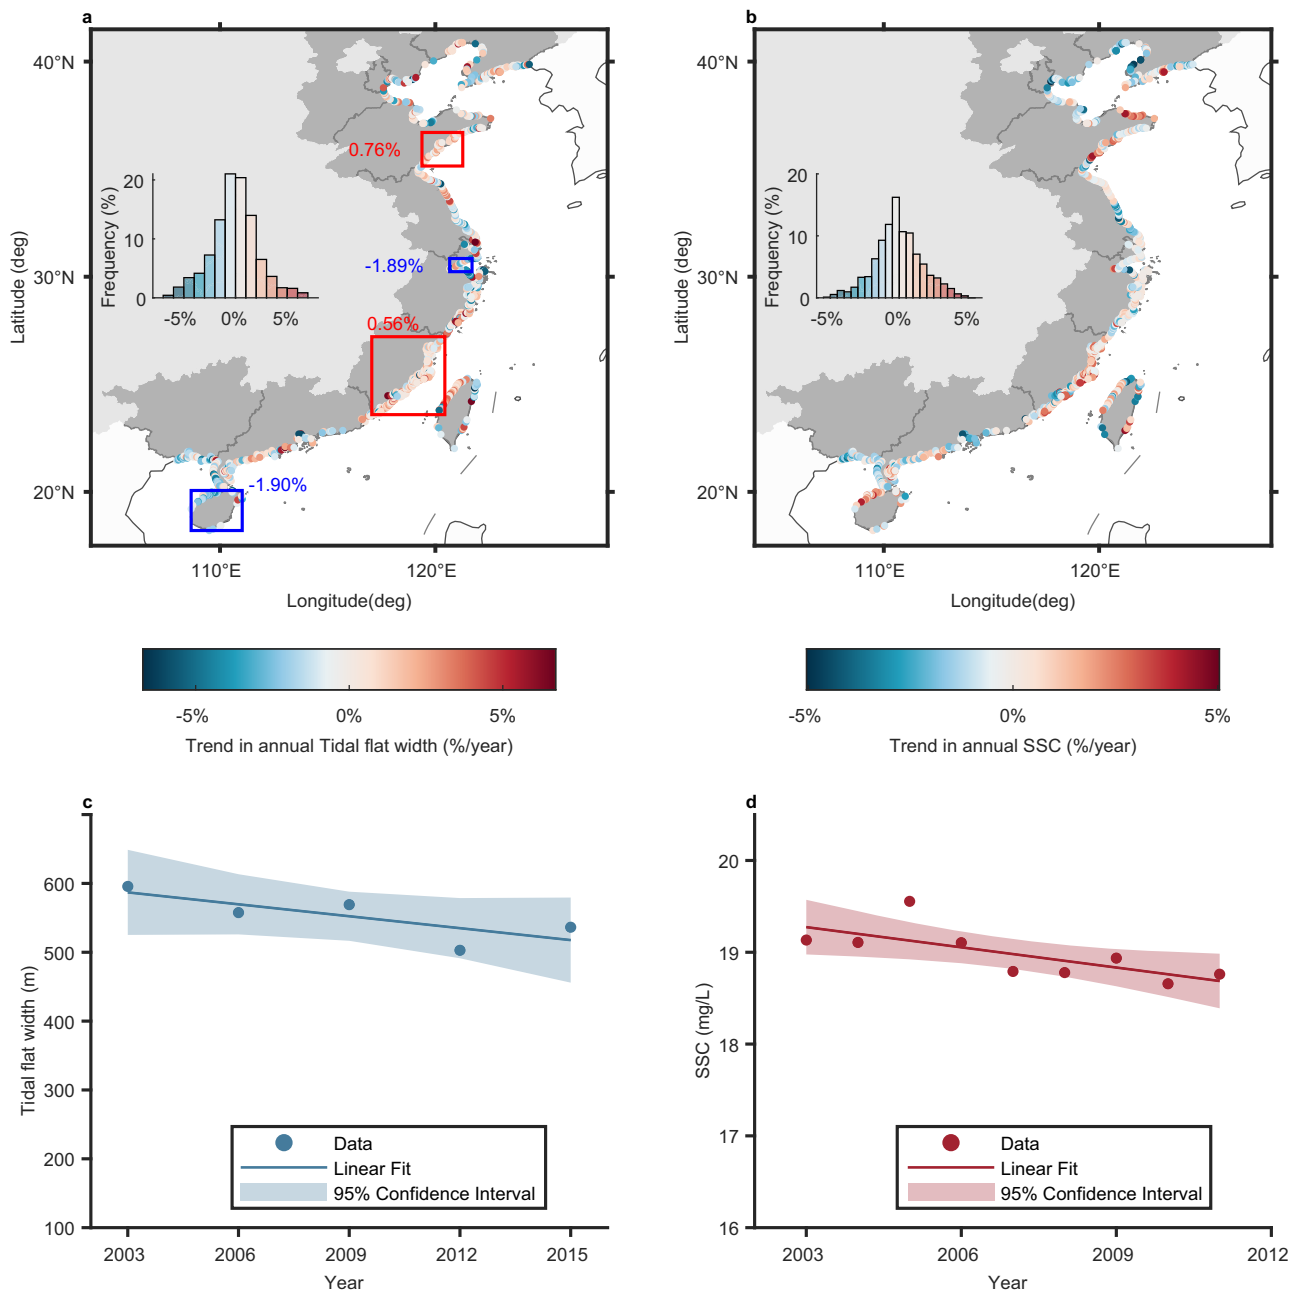 a
40°N
30°N
20°N
Latitude (deg)
110°E
120°E
Longitude(deg)
0.76%
-1.89%
0.56%
-1.90%
Frequency (%)
20
10
0
-5%
0%
5%
-5%
0%
5%
Trend in annual Tidal flat width (%/year)
b
40°N
30°N
20°N
Latitude (deg)
110°E
120°E
Longitude(deg)
Frequency (%)
20
10
0
-5%
0%
5%
-5%
0%
5%
Trend in annual SSC (%/year)
c
600
500
400
300
200
100
Tidal flat width (m)
2003
2006
2009
2012
2015
Year
Data
Linear Fit
95% Confidence Interval
d
20
19
18
17
16
SSC (mg/L)
2003
2006
2009
2012
Year
Data
Linear Fit
95% Confidence Interval